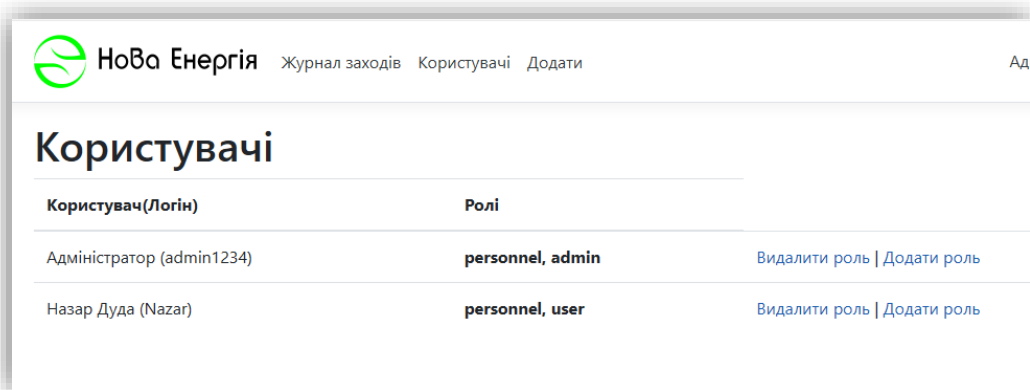 Нова Енергія Журнал заходів Користувачі Додати Ад
Користувачі
Користувач(Логін) Ролі
Адміністратор (admin1234) personnel, admin Видалити роль | Додати роль
Назар Дуда (Nazar) personnel, user Видалити роль | Додати роль